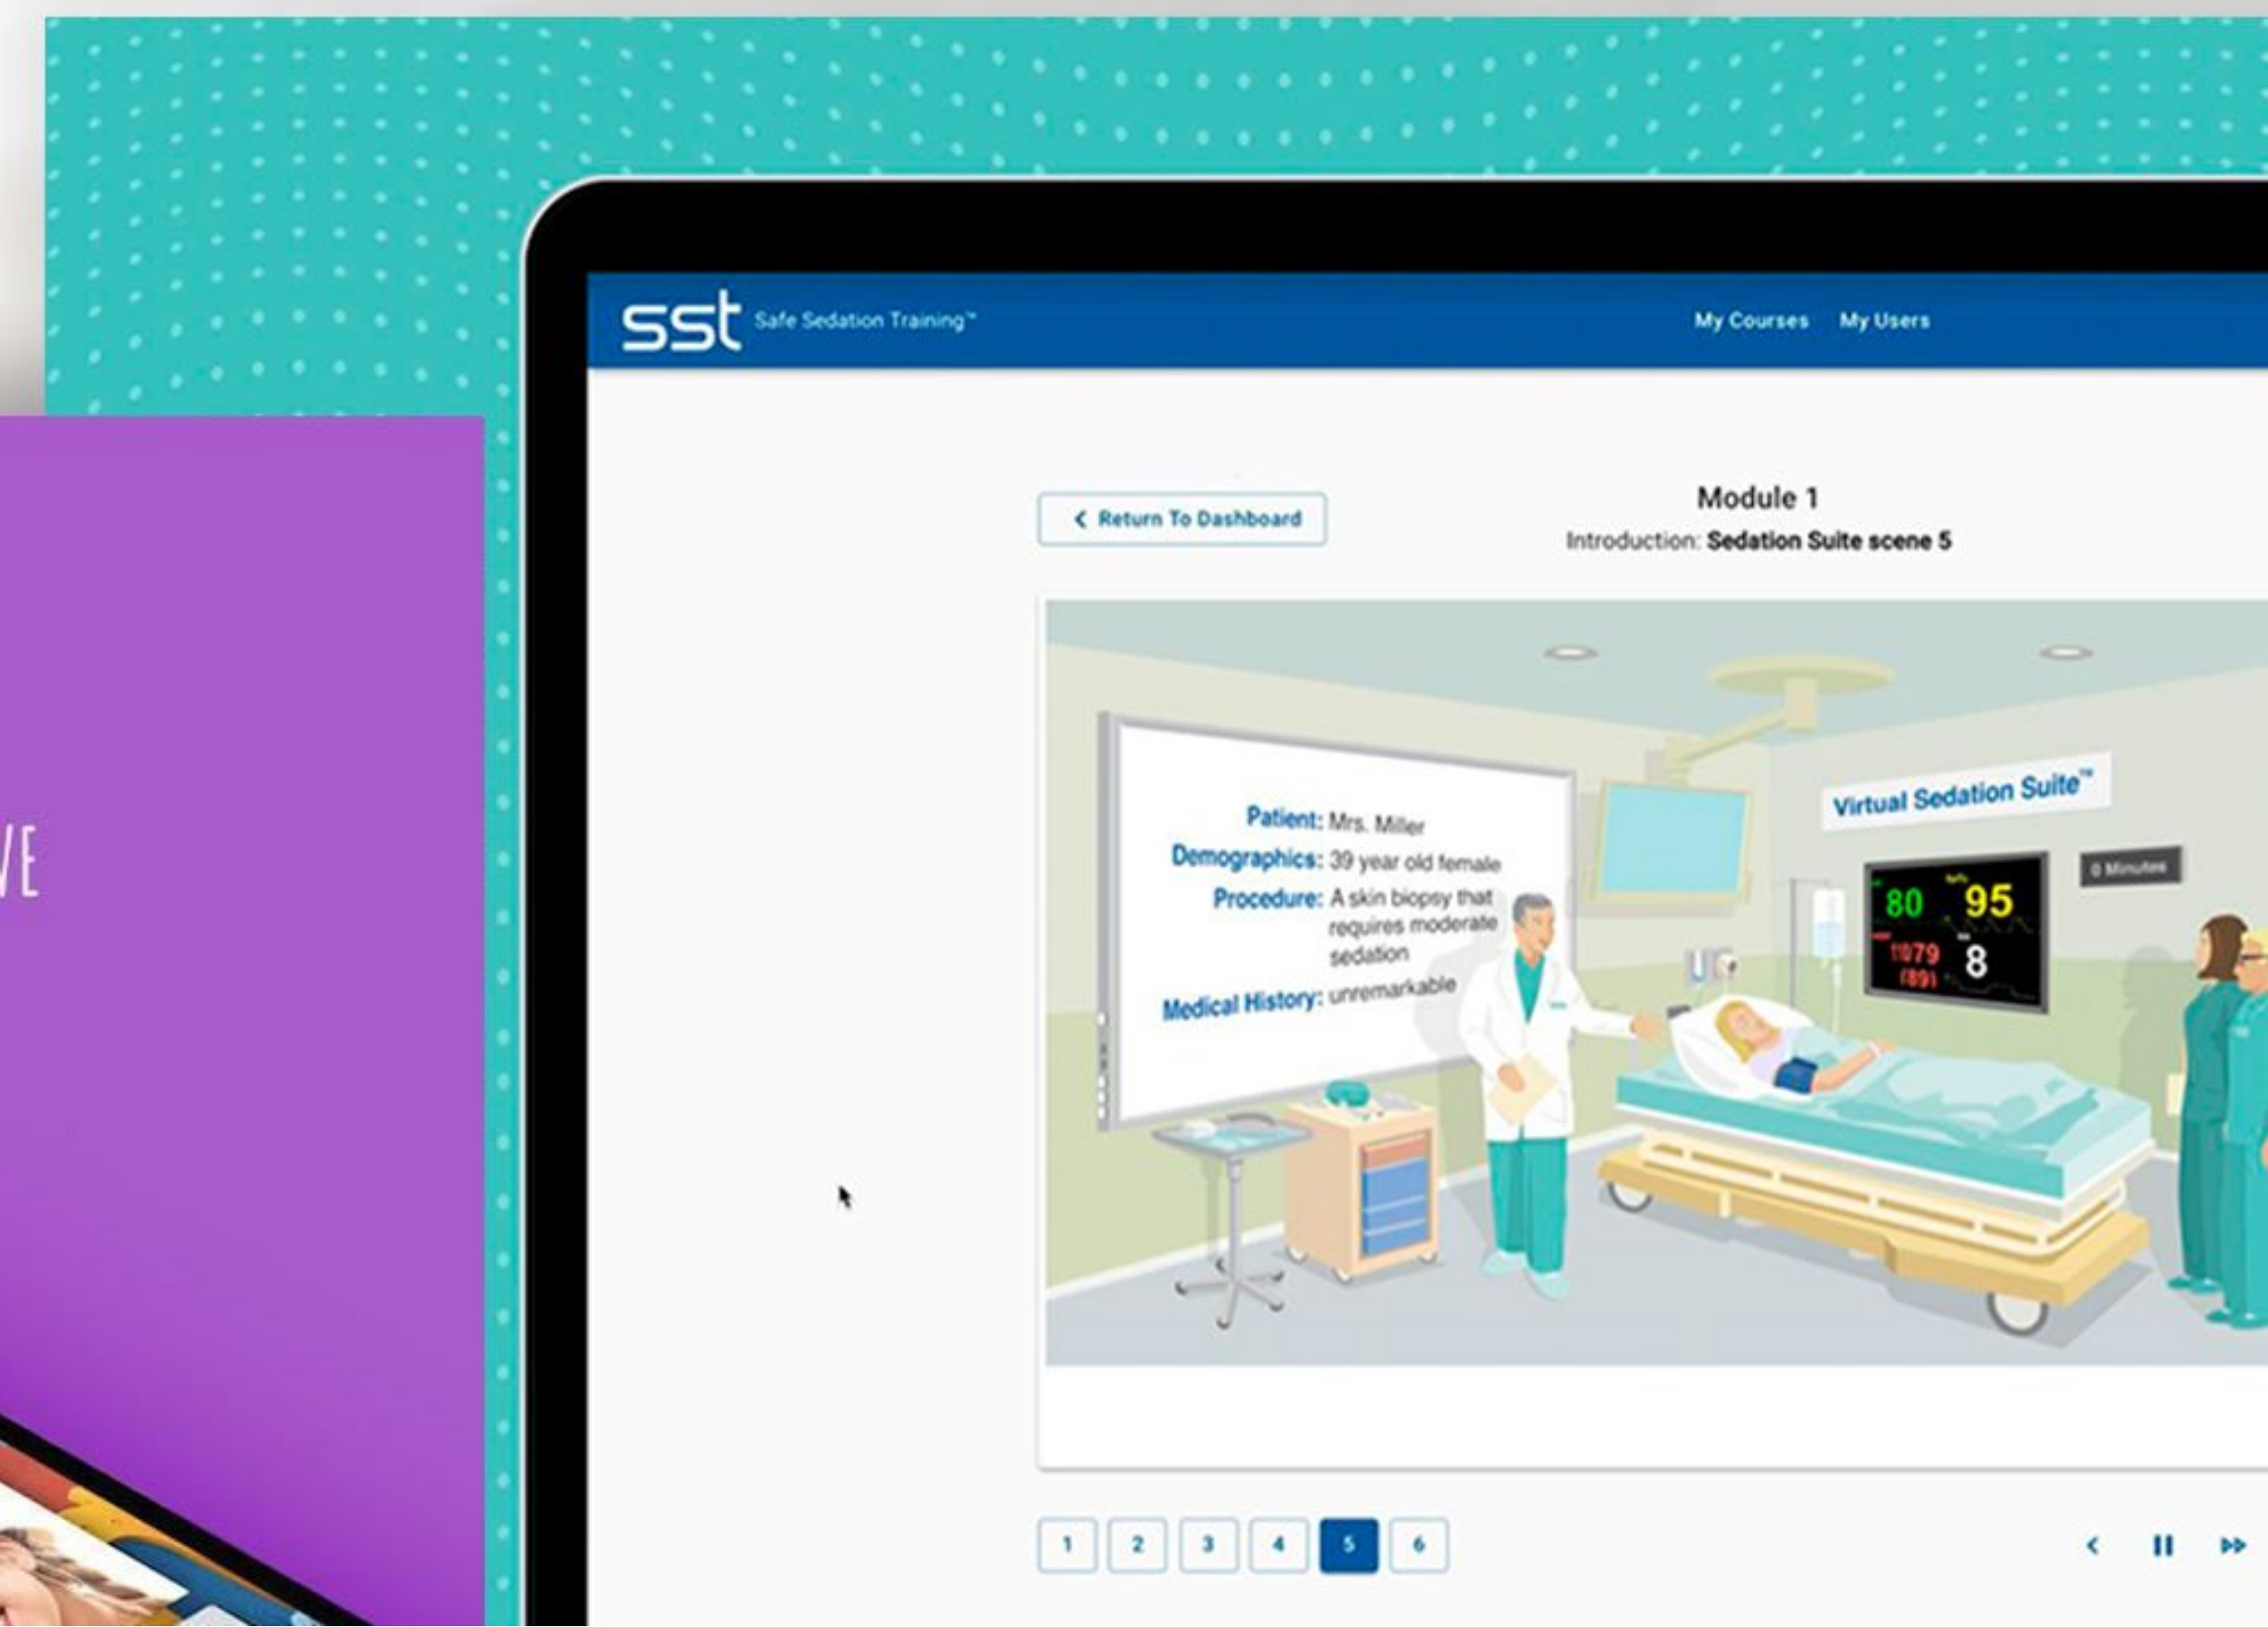 sst Safe Sedation Training™
My Courses My Users
< Return To Dashboard
Module 1
Introduction: Sedation Suite scene 5
Patient: Mrs. Miller
Demographics: 39 year old female
Procedure: A skin biopsy that
requires moderate
sedation
Medical History: unremarkable
Virtual Sedation Suite™
0 Minutes
80 95
8
(89)
VE
1 2 3 4 5 6